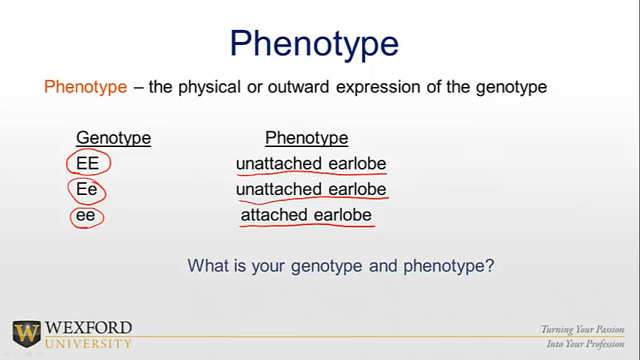 Phenotype
Phenotype – the physical or outward expression of the genotype
Genotype Phenotype
EE unattached earlobe
Ee unattached earlobe
ee attached earlobe
What is your genotype and phenotype?
W WEXFORD
UNIVERSITY
Turning Your Passion
Into Your Profession